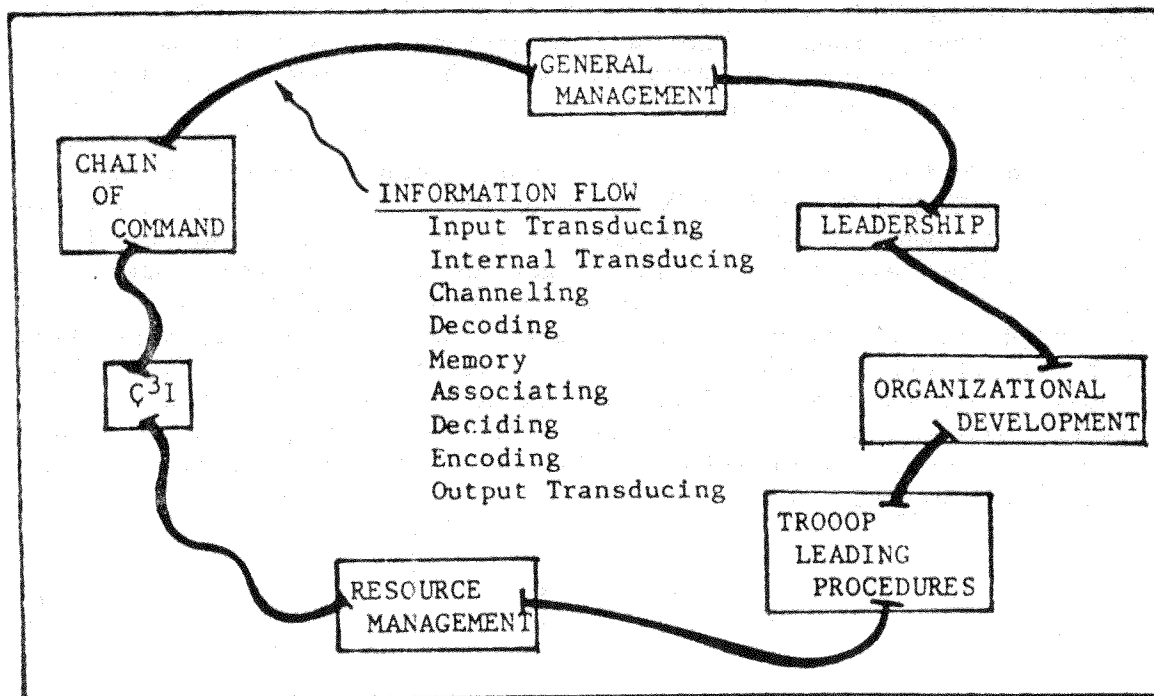 GENERAL
MANAGEMENT
CHAIN
OF
COMMAND
INFORMATION FLOW
Input Transducing
Internal Transducing
Channeling
Decoding
Memory
Associating
Deciding
Encoding
Output Transducing
LEADERSHIP
C³I
ORGANIZATIONAL
DEVELOPMENT
TROOOP
LEADING
PROCEDURES
RESOURCE
MANAGEMENT